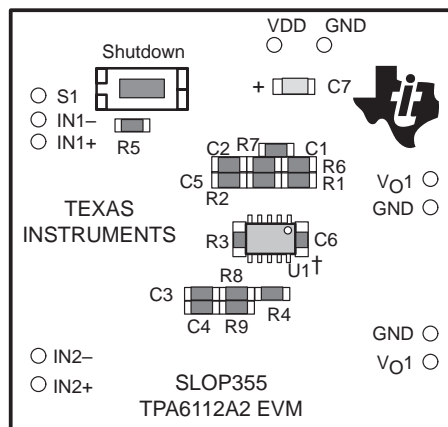 VDD GND
Shutdown
+ C7
S1
IN1–
IN1+
R5
R7
C2 C1
R6
C5 R1
R2
VO1
GND
TEXAS
INSTRUMENTS
R3 C6
U1†
R8
C3
R4
C4 R9
GND
VO1
IN2–
IN2+
SLOP355
TPA6112A2 EVM